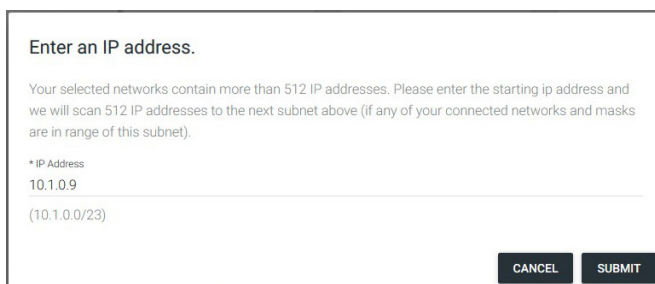 Enter an IP address.
Your selected networks contain more than 512 IP addresses. Please enter the starting ip address and
we will scan 512 IP addresses to the next subnet above (if any of your connected networks and masks
are in range of this subnet).
* IP Address
10.1.0.9
(10.1.0.0/23)
CANCEL SUBMIT